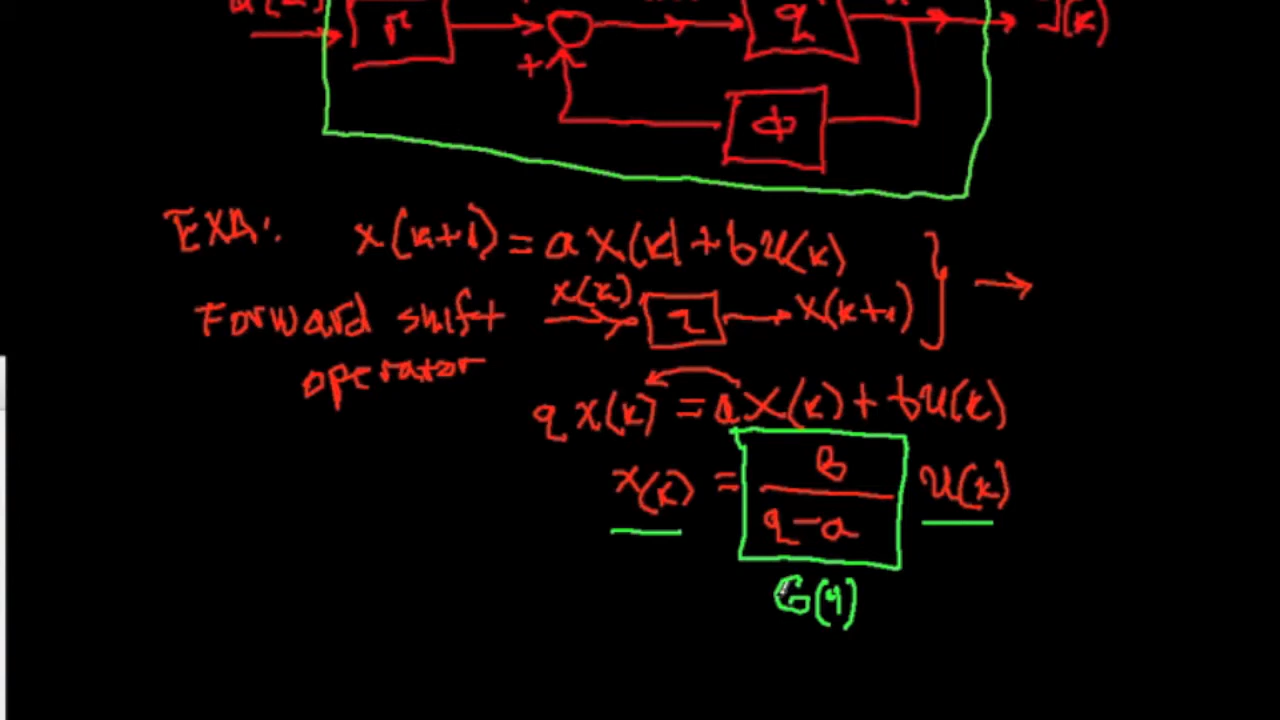 Γ q y(k)
+
Φ
EXA: x(k+1) = a x(k) + b u(k)
Forward shift x(k) q x(k+1)
operator
q x(k) = a x(k) + b u(k)
x(k) = b / (q - a) u(k)
G(q)